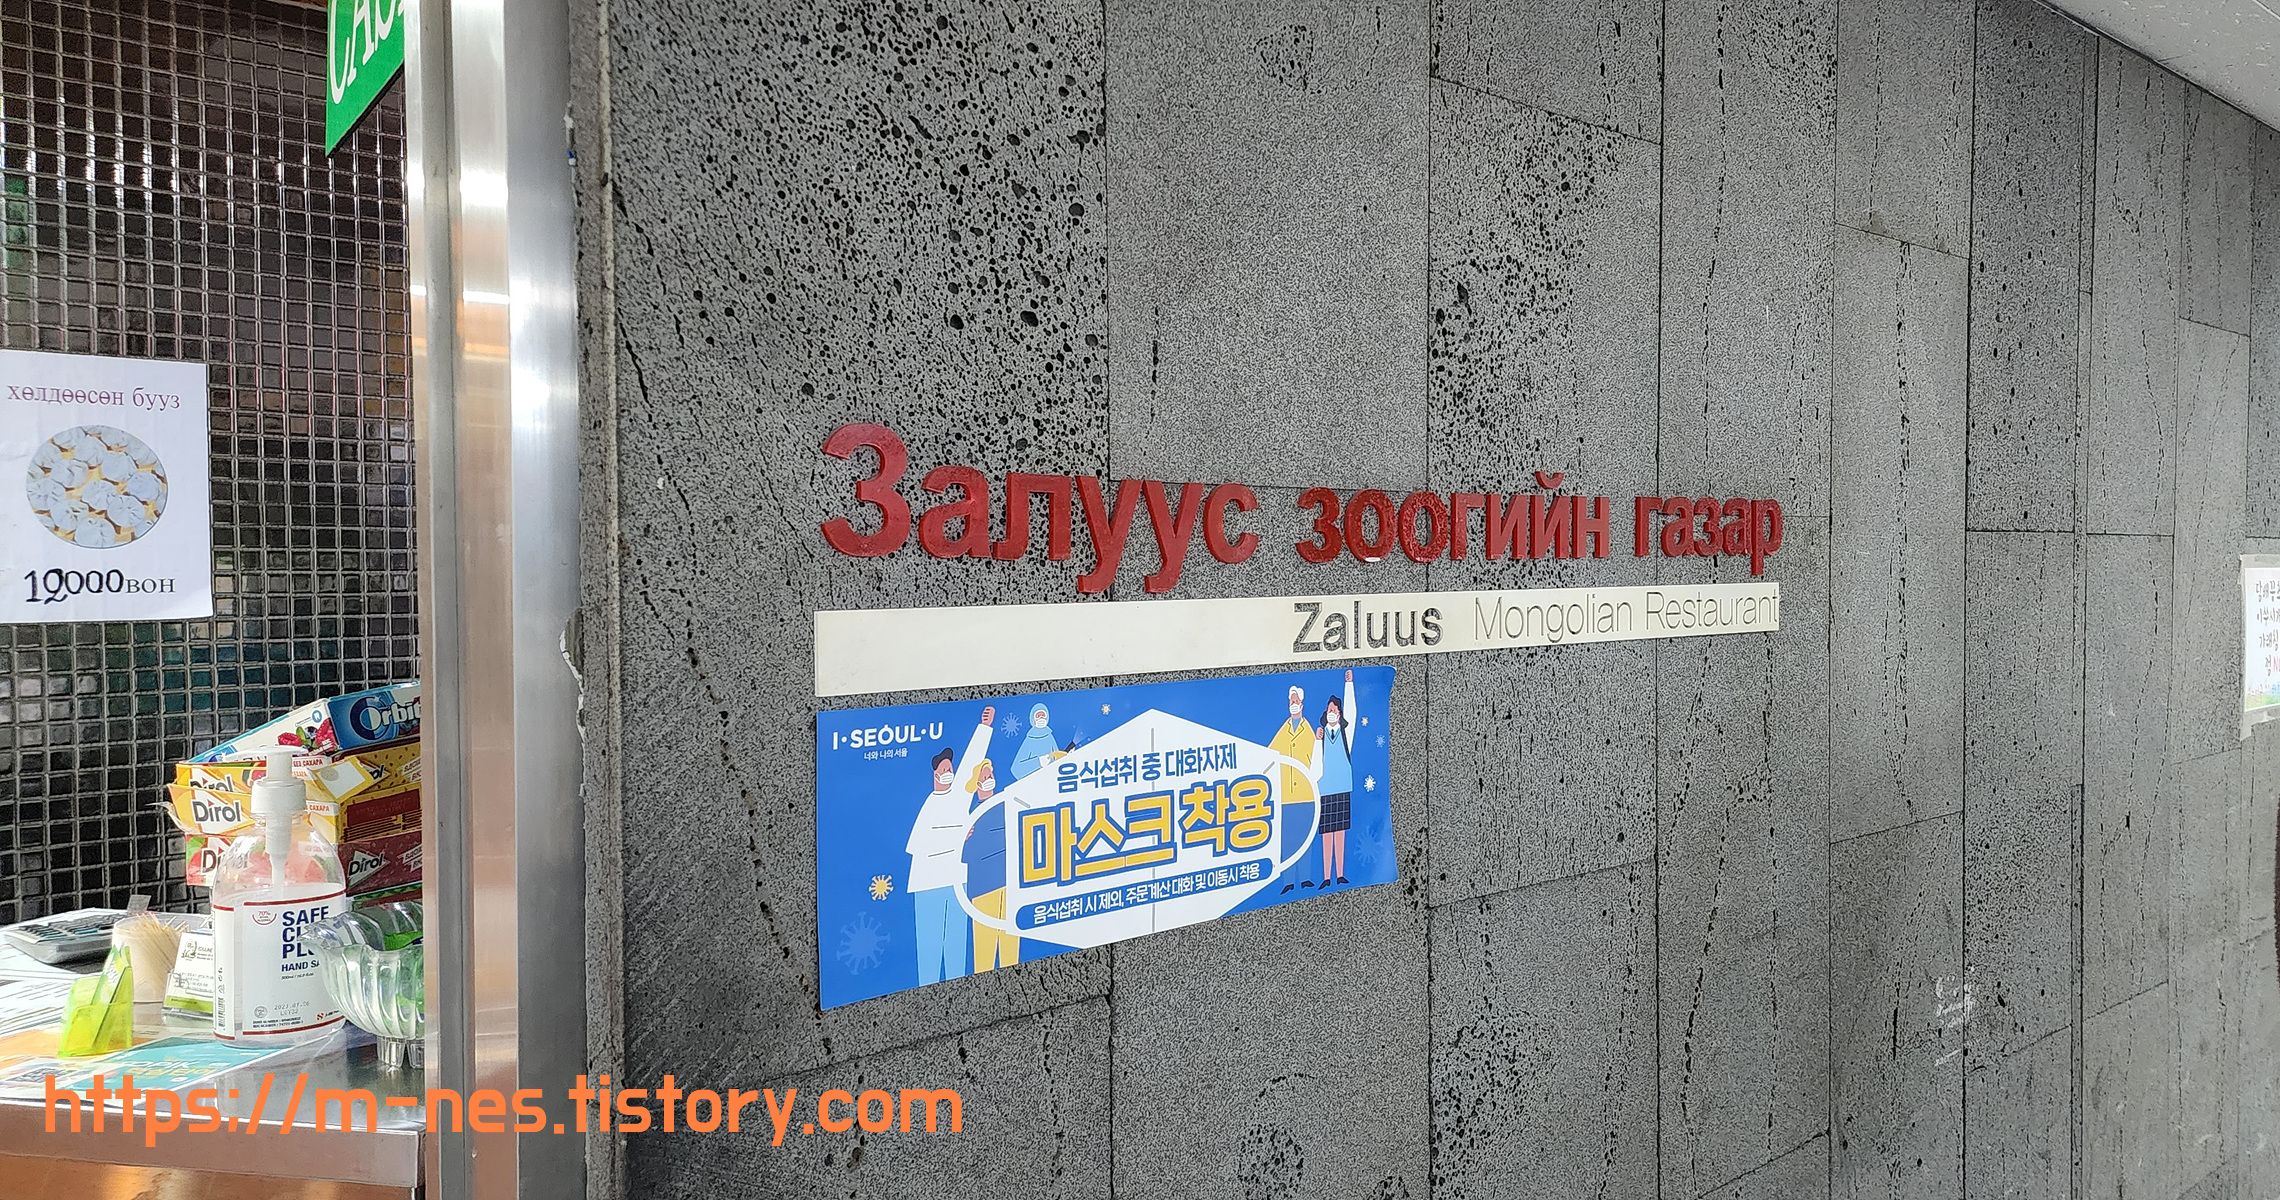 CAS
хөлдөөсөн бууз
12000вон
Залуус зоогийн газар
Zaluus Mongolian Restaurant
I·SEOUL·U
너와 나의 서울
음식섭취 중 대화자제
마스크 착용
음식섭취 시 제외, 주문계산 대화 및 이동시 착용
Orbit
Dirol
Dirol
Dirol
SAFE
HAND
https://m-nes.tistory.com